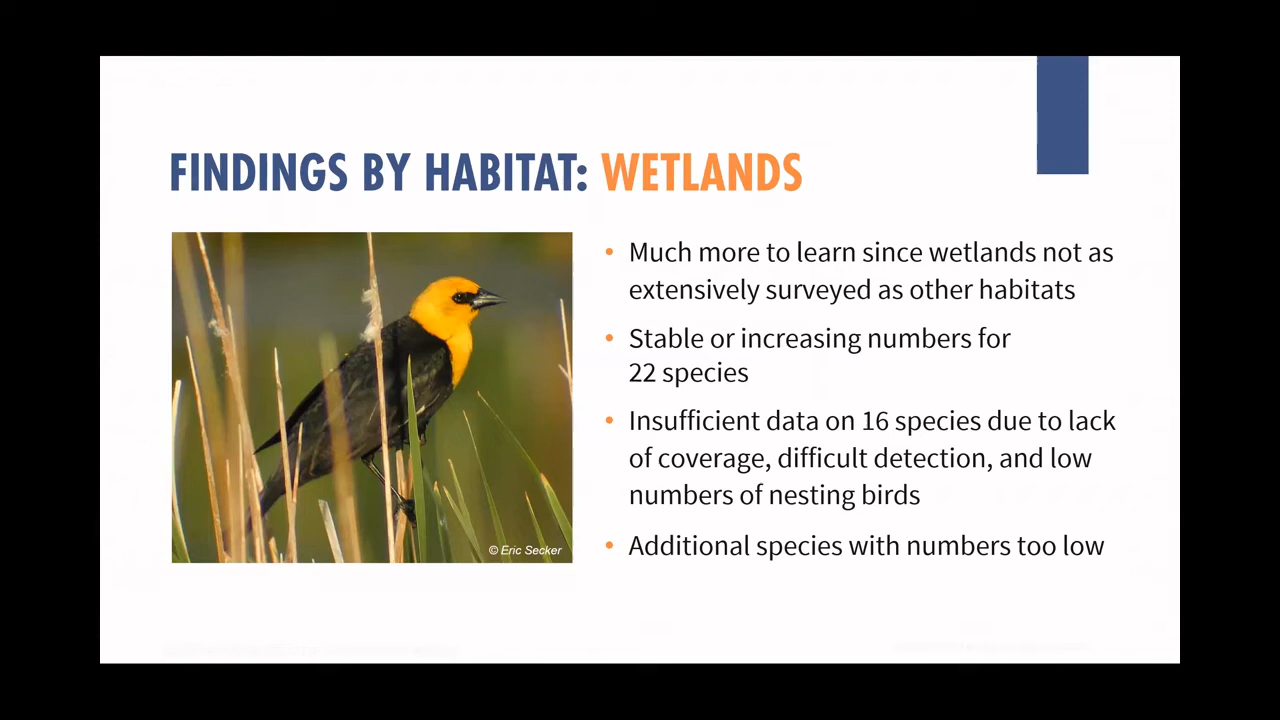 FINDINGS BY HABITAT: WETLANDS
• Much more to learn since wetlands not as
extensively surveyed as other habitats
• Stable or increasing numbers for
22 species
• Insufficient data on 16 species due to lack
of coverage, difficult detection, and low
numbers of nesting birds
• Additional species with numbers too low
© Eric Secker